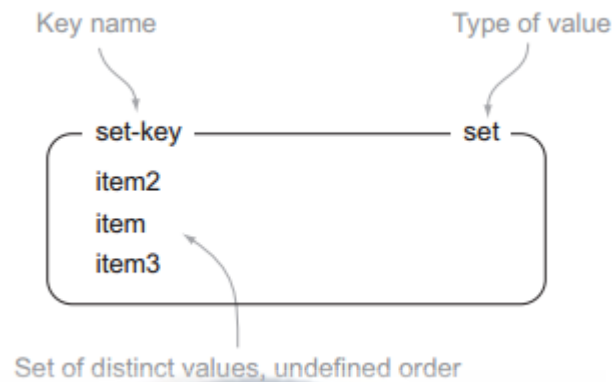 Key name
Type of value
set-key
set
item2
item
item3
Set of distinct values, undefined order